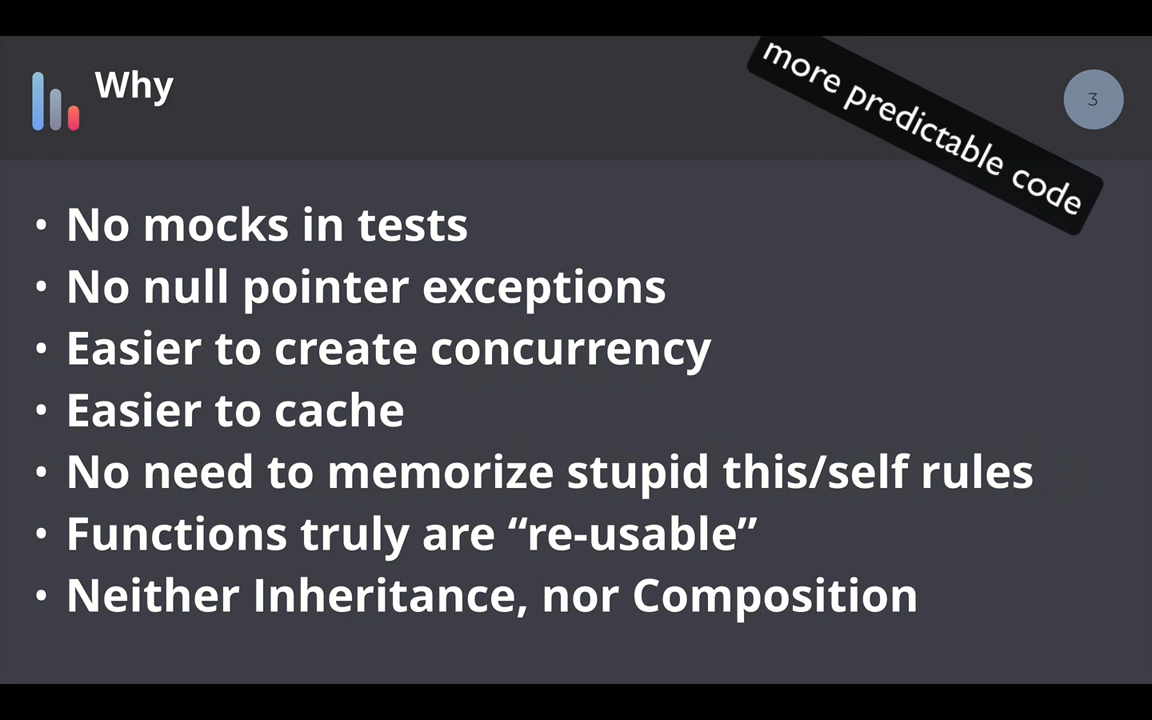 Why
more predictable code
3
• No mocks in tests
• No null pointer exceptions
• Easier to create concurrency
• Easier to cache
• No need to memorize stupid this/self rules
• Functions truly are “re-usable”
• Neither Inheritance, nor Composition